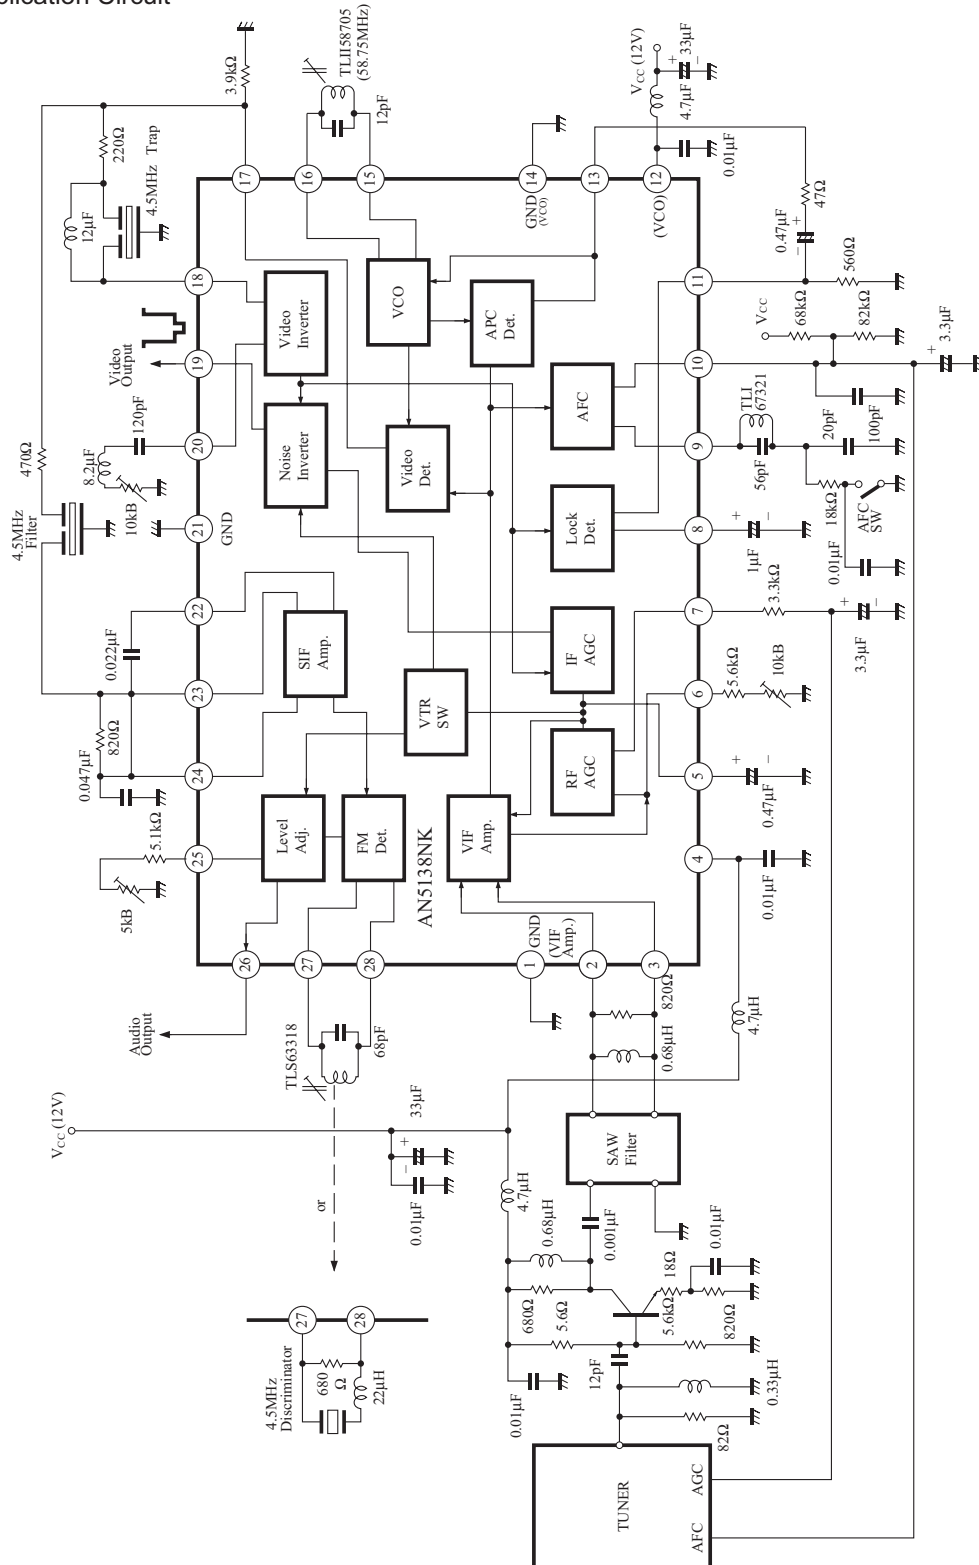 plication Circuit
3.9kΩ
220Ω
4.5MHz Trap
12µF
TLI158705
(58.75MHz)
12pF
VCC (12V)
33µF
4.7µF
0.01µF
17
16
15
14
13
12
GND
(VCO)
(VCO)
47Ω
0.47µF
560Ω
18
19
20
21
22
23
24
25
Video
Output
120pF
8.2µF
10kB
GND
470Ω
4.5MHz
Filter
0.022µF
820Ω
0.047µF
5.1kΩ
5kB
Video
Inverter
Noise
Inverter
VCO
APC
Det.
Video
Det.
AFC
Lock
Det.
SIF
Amp.
VTR
SW
IF
AGC
RF
AGC
Level
Adj.
FM
Det.
VIF
Amp.
AN5138NK
11
10
9
8
7
6
5
4
VCC
68kΩ
82kΩ
3.3µF
TLI
67321
56pF
20pF
100pF
18kΩ
AFC
SW
0.01µF
1µF
3.3kΩ
3.3µF
5.6kΩ
10kB
0.47µF
0.01µF
26
27
28
1
2
3
GND
(VIF
Amp.)
Audio
Output
TLS63318
68pF
820Ω
0.68µH
4.7µH
VCC (12V)
33µF
0.01µF
or
SAW
Filter
4.7µH
0.68µH
0.001µF
680Ω
5.6Ω
18Ω
0.01µF
5.6kΩ
820Ω
12pF
0.01µF
0.33µH
82Ω
27
28
4.5MHz
Discriminator
680
Ω
22µH
TUNER
AGC
AFC